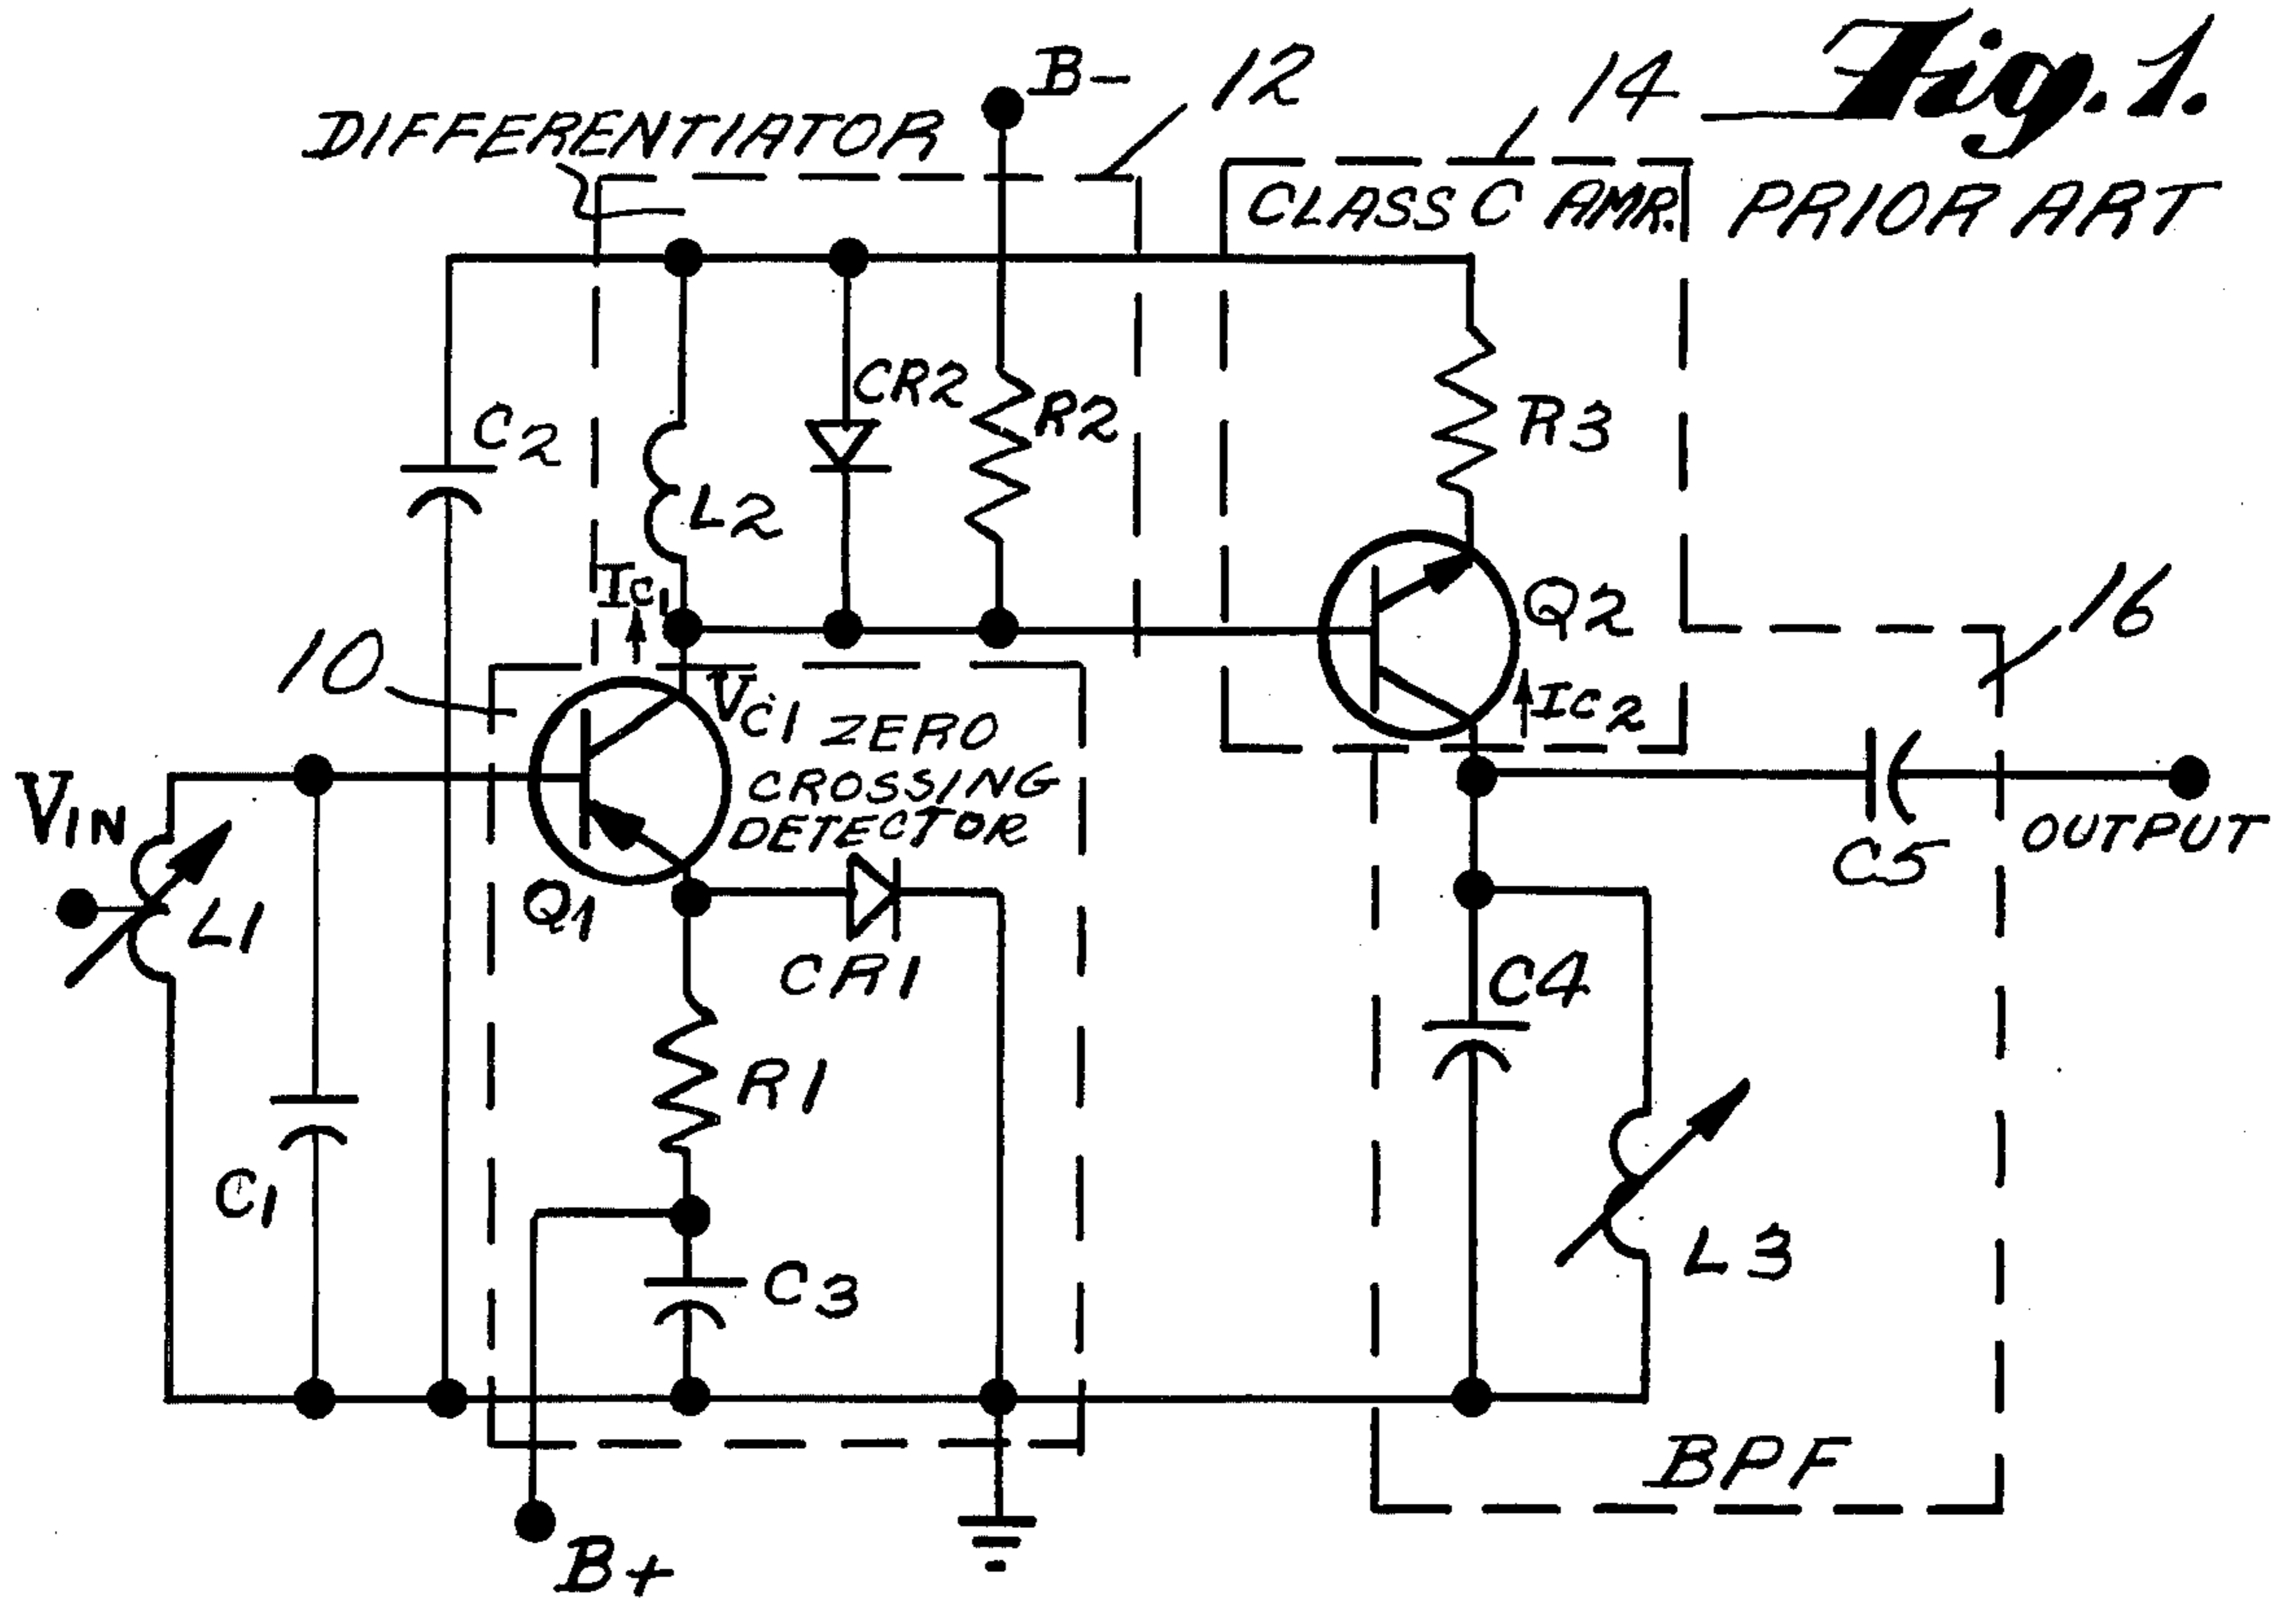 Fig. 1.
PRIOR ART
B-
12
14
DIFFERENTIATOR
CLASS C AMR.
CR2
R2
R3
C2
L2
Ic1
Q2
16
10
Vc1
Ic2
ZERO
CROSSING
DETECTOR
VIN
C5
OUTPUT
L1
Q1
CR1
C4
R1
C1
C3
L3
BPF
B+